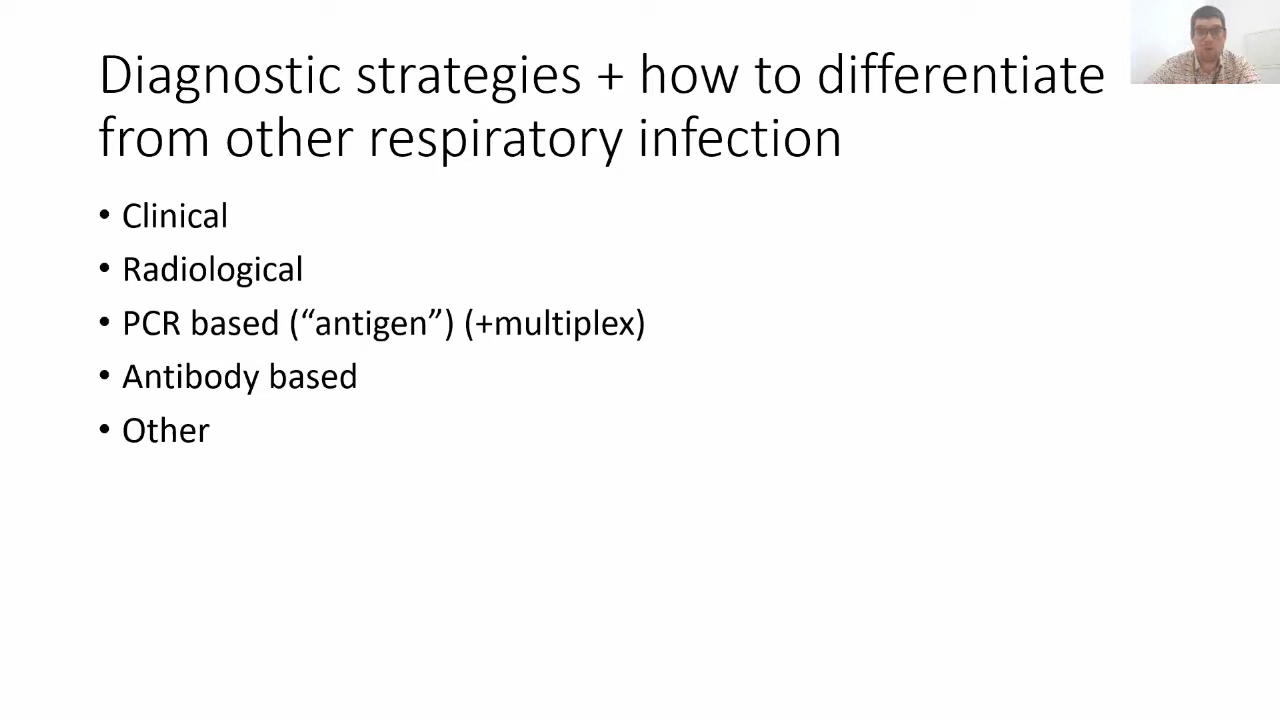 Diagnostic strategies + how to differentiate
from other respiratory infection
• Clinical
• Radiological
• PCR based (“antigen”) (+multiplex)
• Antibody based
• Other